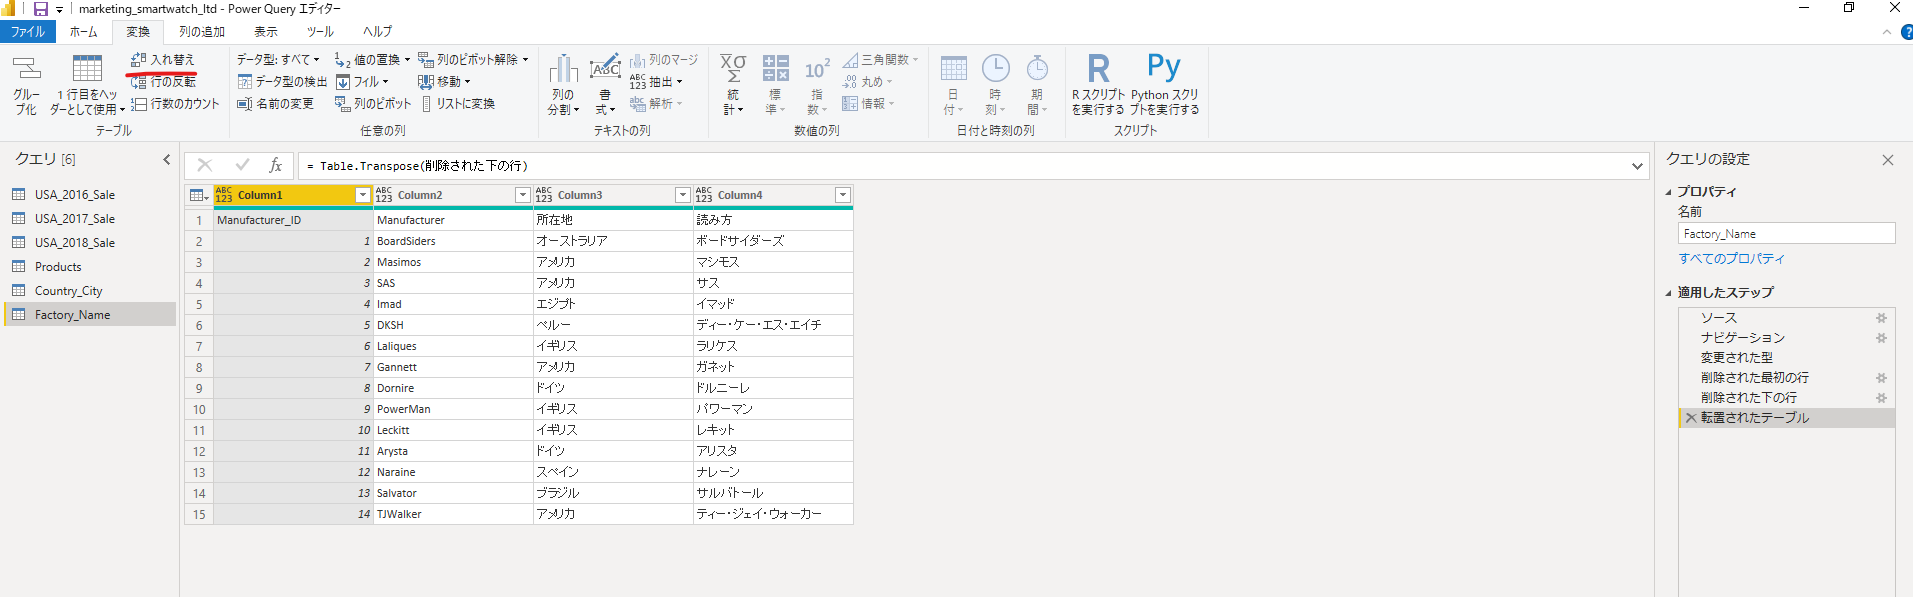 marketing_smartwatch_ltd - Power Query エディター
ファイル ホーム 変換 列の追加 表示 ツール ヘルプ
グループ化
1 行目をヘッダーとして使用
入れ替え
行の反転
行数のカウント
テーブル
データ型: すべて
データ型の検出
名前の変更
1 2 値の置換
フィル
列のピボット
列のピボット解除
移動
リストに変換
任意の列
列の分割
ABC 書式
列のマージ
ABC 123 抽出
abc 解析
テキストの列
Χσ Σ 統計
標準
10² 指数
三角関数
.00 .0 丸め
情報
数値の列
日付
時刻
期間
日付と時刻の列
R R スクリプトを実行する
Py Python スクリプトを実行する
スクリプト
クエリ [6]
USA_2016_Sale
USA_2017_Sale
USA_2018_Sale
Products
Country_City
Factory_Name
fx = Table.Transpose(削除された下の行)
ABC 123 Column1 ABC 123 Column2 ABC 123 Column3 ABC 123 Column4
1 Manufacturer_ID Manufacturer 所在地 読み方
2 1 BoardSiders オーストラリア ボードサイダーズ
3 2 Masimos アメリカ マシモス
4 3 SAS アメリカ サス
5 4 Imad エジプト イマッド
6 5 DKSH ペルー ディー・ケー・エス・エイチ
7 6 Laliques イギリス ラリケス
8 7 Gannett アメリカ ガネット
9 8 Dornire ドイツ ドルニーレ
10 9 PowerMan イギリス パワーマン
11 10 Leckitt イギリス レキット
12 11 Arysta ドイツ アリスタ
13 12 Naraine スペイン ナレーン
14 13 Salvator ブラジル サルバトール
15 14 TJWalker アメリカ ティー・ジェイ・ウォーカー
クエリの設定
プロパティ
名前
Factory_Name
すべてのプロパティ
適用したステップ
ソース
ナビゲーション
変更された型
削除された最初の行
削除された下の行
転置されたテーブル